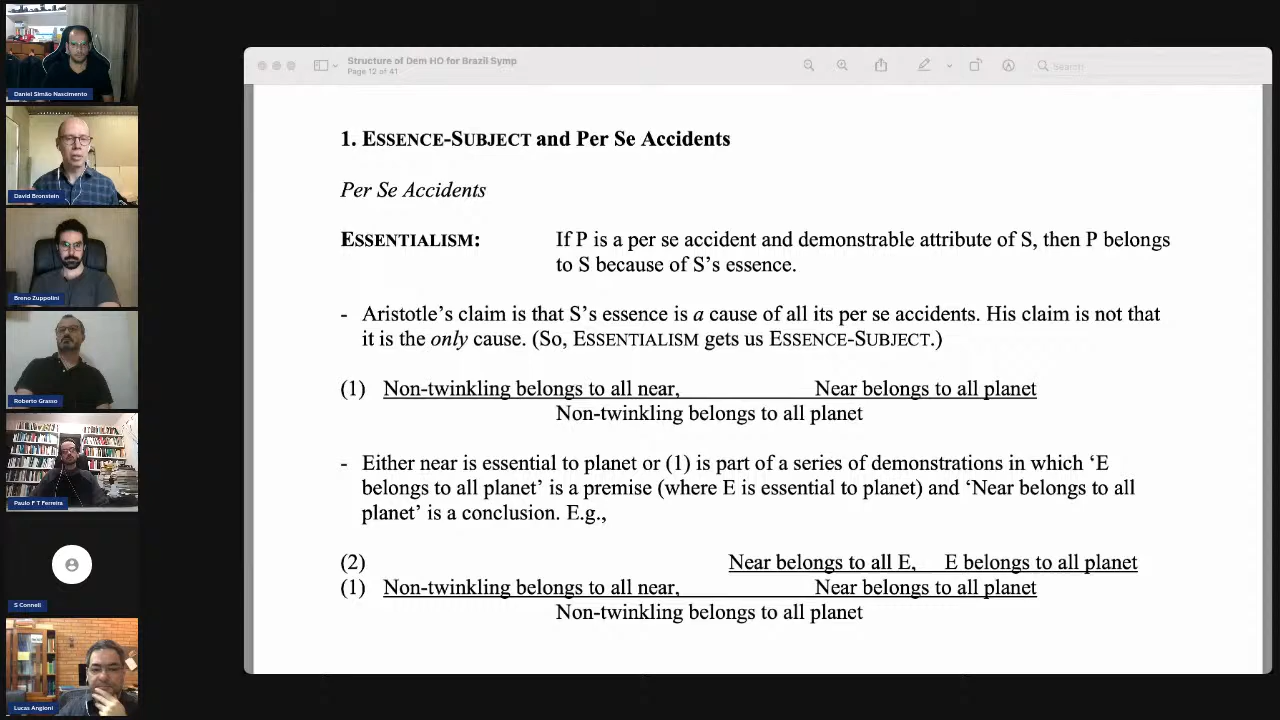 Daniel Simão Nascimento
David Bronstein
Breno Zuppolini
Roberto Grasso
Paulo F T Ferreira
S Connell
Lucas Angioni
Structure of Dem HO for Brazil Symp
Page 12 of 41
Search
1. ESSENCE-SUBJECT and Per Se Accidents
Per Se Accidents
ESSENTIALISM: If P is a per se accident and demonstrable attribute of S, then P belongs
to S because of S's essence.
- Aristotle's claim is that S's essence is a cause of all its per se accidents. His claim is not that
it is the only cause. (So, ESSENTIALISM gets us ESSENCE-SUBJECT.)
(1) Non-twinkling belongs to all near, Near belongs to all planet
Non-twinkling belongs to all planet
- Either near is essential to planet or (1) is part of a series of demonstrations in which 'E
belongs to all planet' is a premise (where E is essential to planet) and 'Near belongs to all
planet' is a conclusion. E.g.,
(2) Near belongs to all E, E belongs to all planet
(1) Non-twinkling belongs to all near, Near belongs to all planet
Non-twinkling belongs to all planet